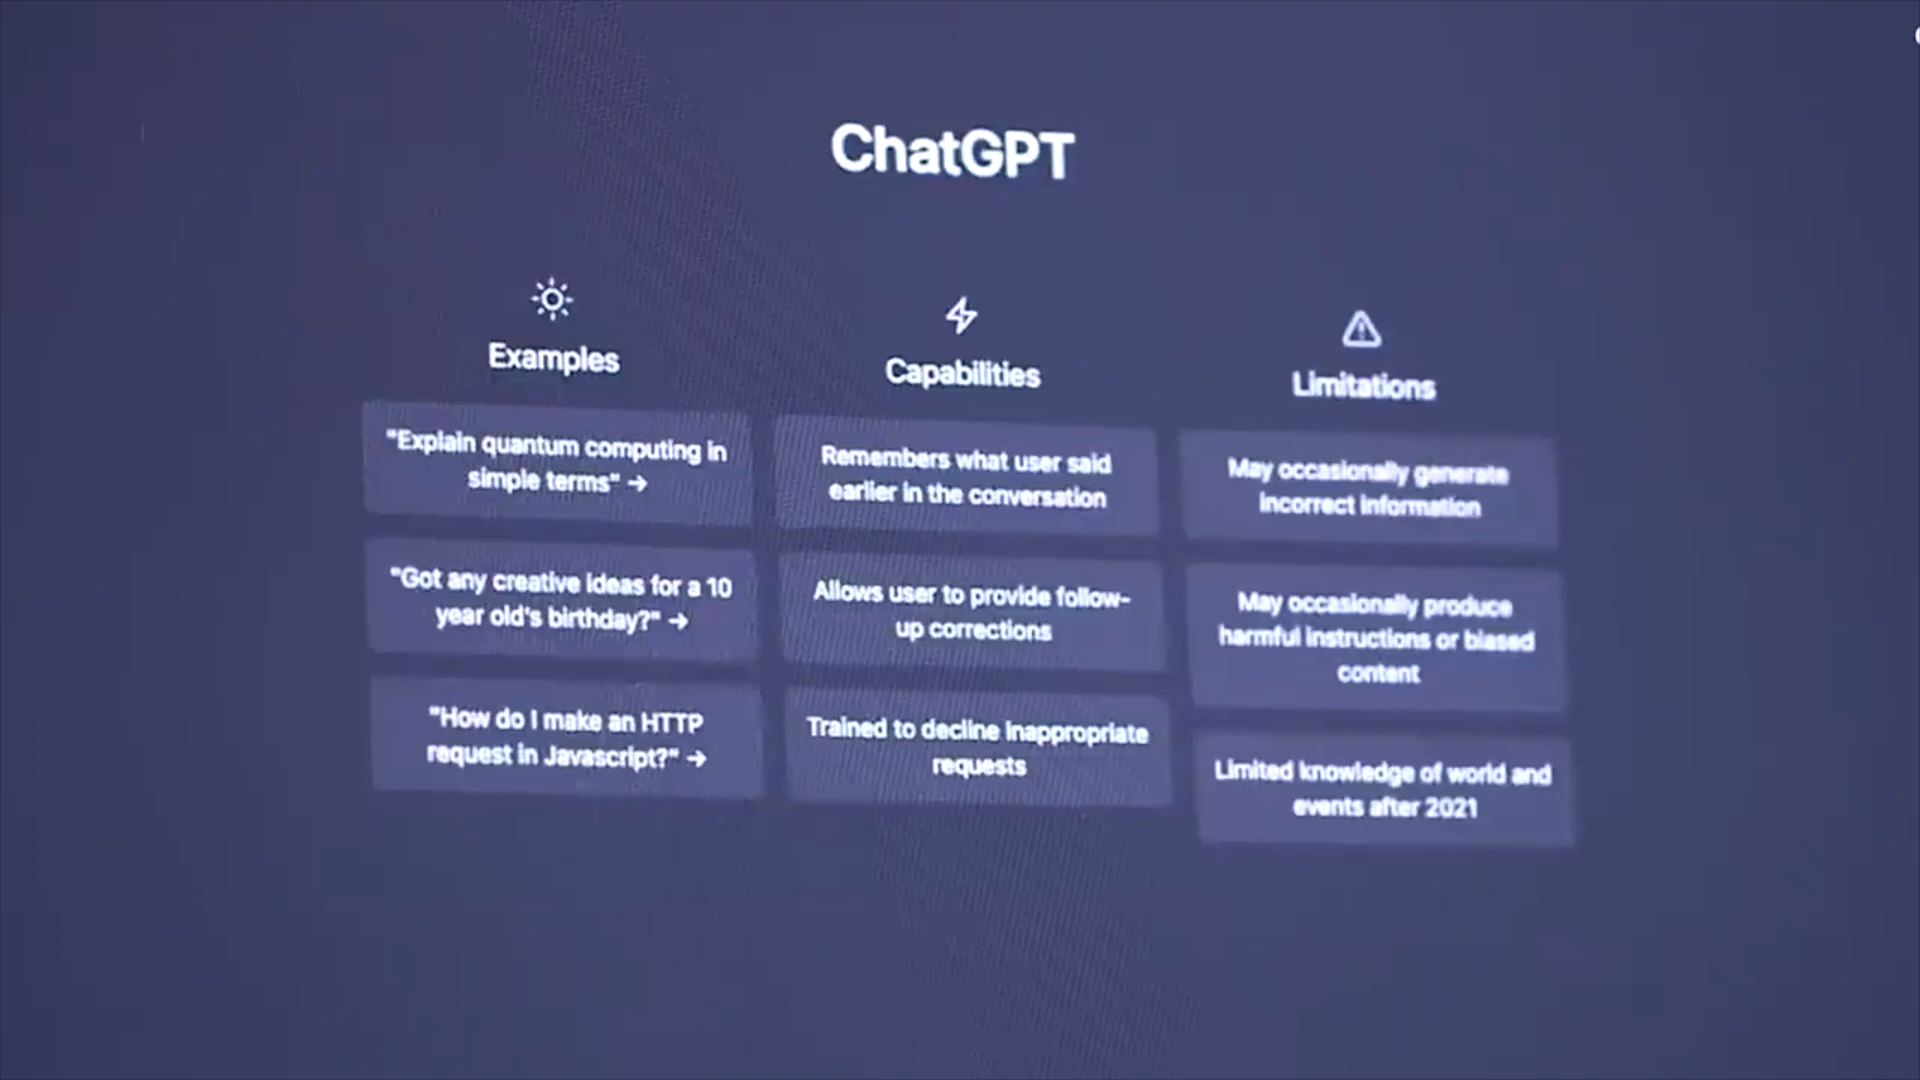 ChatGPT
Examples
"Explain quantum computing in
simple terms" →
"Got any creative ideas for a 10
year old's birthday?" →
"How do I make an HTTP
request in Javascript?" →
Capabilities
Remembers what user said
earlier in the conversation
Allows user to provide follow-
up corrections
Trained to decline inappropriate
requests
Limitations
May occasionally generate
incorrect information
May occasionally produce
harmful instructions or biased
content
Limited knowledge of world and
events after 2021